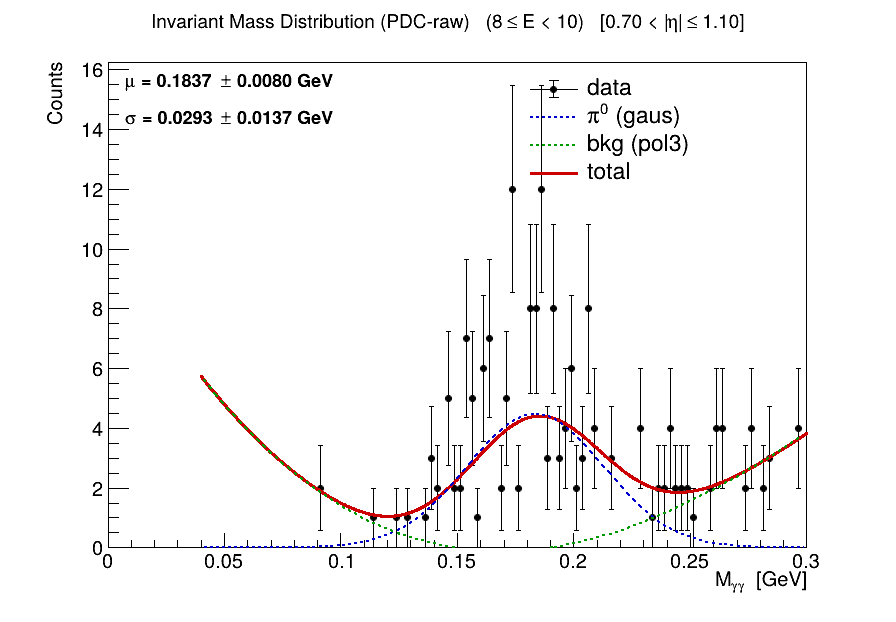 Invariant Mass Distribution (PDC-raw) (8 ≤ E < 10) [0.70 < |η| ≤ 1.10]
Counts
16
14
12
10
8
6
4
2
0
μ = 0.1837 ± 0.0080 GeV
σ = 0.0293 ± 0.0137 GeV
data
π⁰ (gaus)
bkg (pol3)
total
0 0.05 0.1 0.15 0.2 0.25 0.3
Mγγ [GeV]